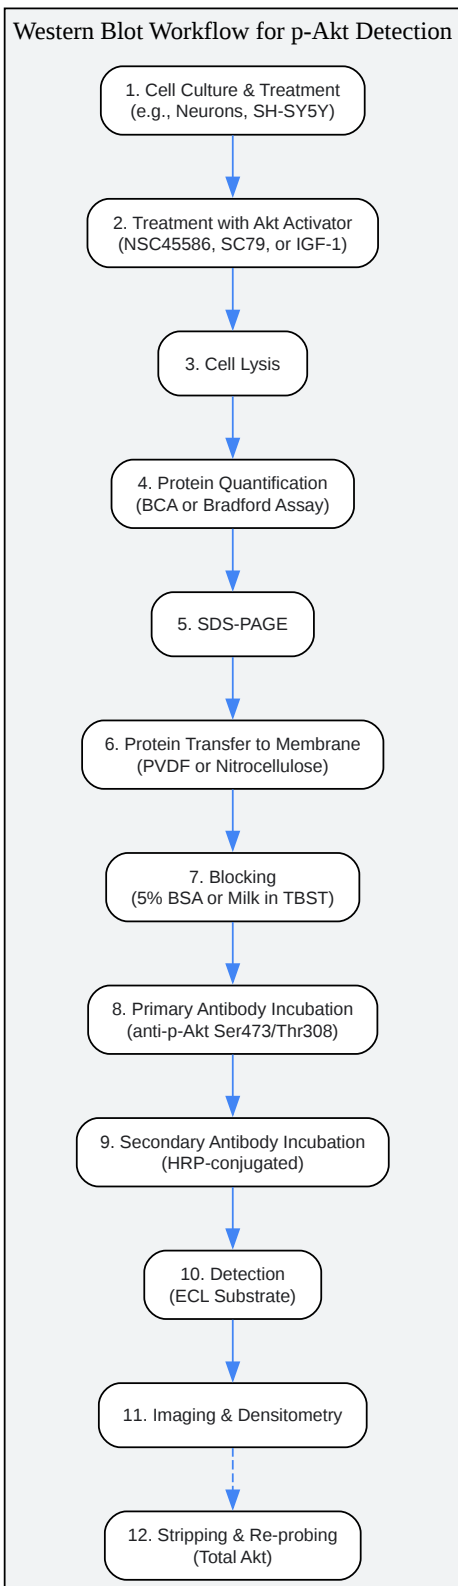 Western Blot Workflow for p-Akt Detection
1. Cell Culture & Treatment
(e.g., Neurons, SH-SY5Y)
2. Treatment with Akt Activator
(NSC45586, SC79, or IGF-1)
3. Cell Lysis
4. Protein Quantification
(BCA or Bradford Assay)
5. SDS-PAGE
6. Protein Transfer to Membrane
(PVDF or Nitrocellulose)
7. Blocking
(5% BSA or Milk in TBST)
8. Primary Antibody Incubation
(anti-p-Akt Ser473/Thr308)
9. Secondary Antibody Incubation
(HRP-conjugated)
10. Detection
(ECL Substrate)
11. Imaging & Densitometry
12. Stripping & Re-probing
(Total Akt)